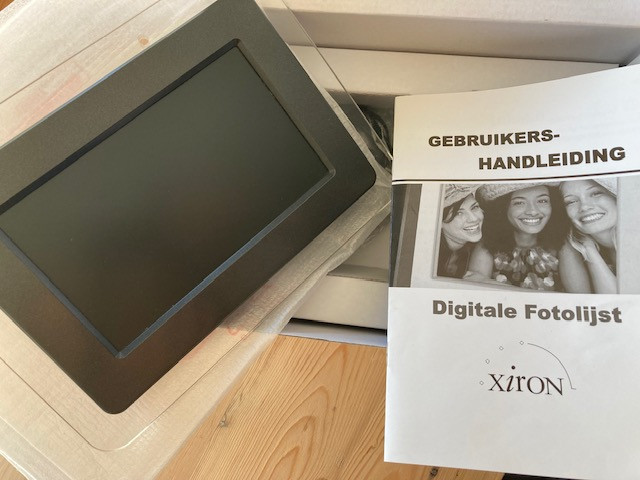 GEBRUIKERS-
HANDLEIDING
Digitale Fotolijst
XirON